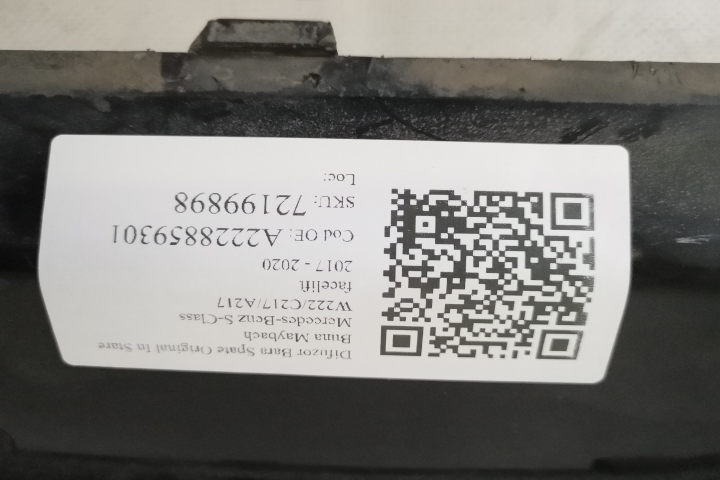 Difuzor Bara Spate Original In Stare
Buna Maybach
Mercedes-Benz S-Class
W222/C217/A217
facelift
2017 - 2020
Cod OE: A2228859301
SKU: 72199898
Loc: